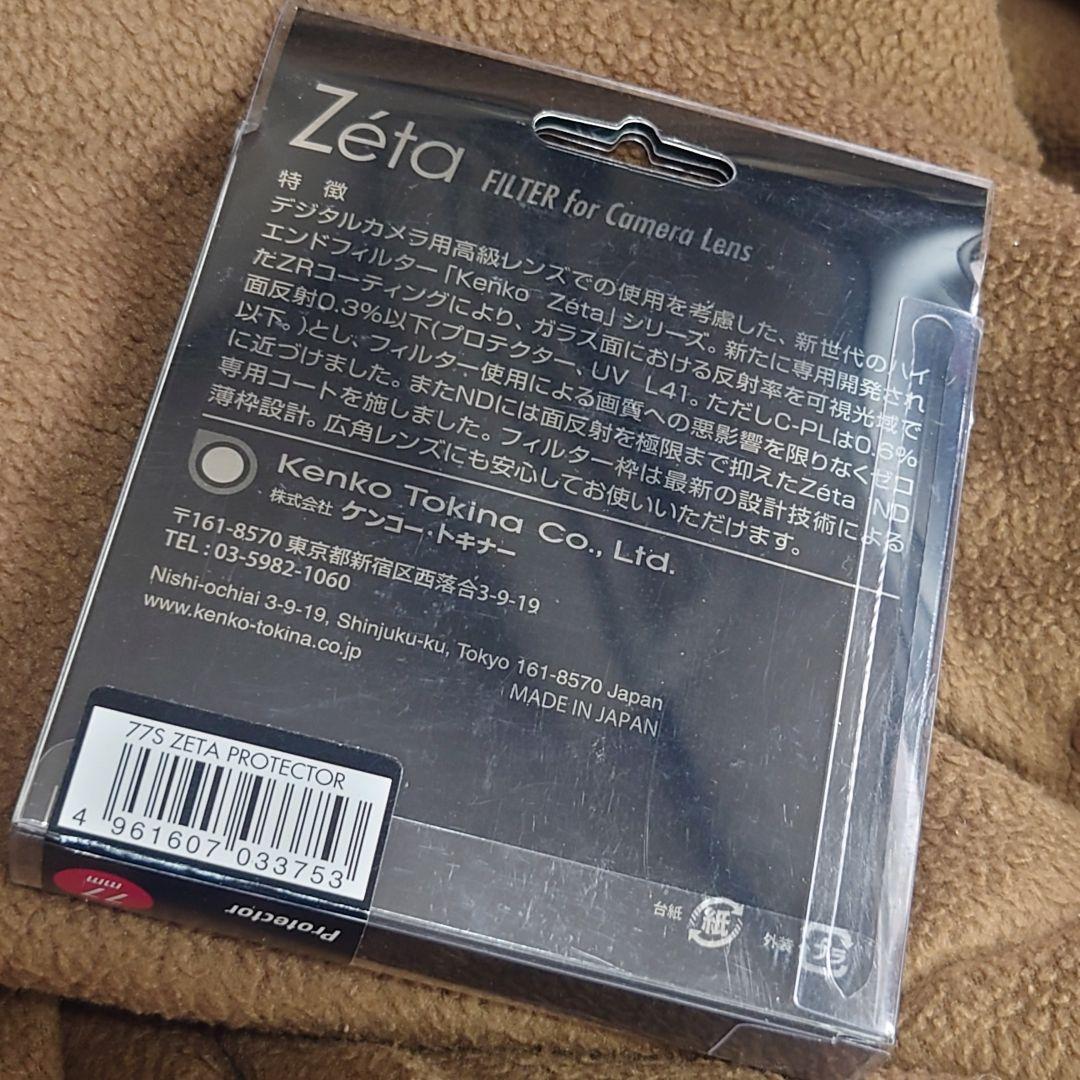 Zéta FILTER for Camera Lens
特 徴
デジタルカメラ用高級レンズでの使用を考慮した、新世代のハイ
エンドフィルター「Kenko Zéta」シリーズ。新たに専用開発され
たZRコーティングにより、ガラス面における反射率を可視光域で
面反射0.3%以下(プロテクター、UV L41。ただしC-PLは0.6%
以下。)とし、フィルター使用による画質への悪影響を限りなくゼロ
に近づけました。またNDには面反射を極限まで抑えたZéta ND
専用コートを施しました。フィルター枠は最新の設計技術による
薄枠設計。広角レンズにも安心してお使いいただけます。
Kenko Tokina Co., Ltd.
株式会社 ケンコー・トキナー
〒161-8570 東京都新宿区西落合3-9-19
TEL : 03-5982-1060
Nishi-ochiai 3-9-19, Shinjuku-ku, Tokyo 161-8570 Japan
www.kenko-tokina.co.jp
MADE IN JAPAN
77S ZETA PROTECTOR
4 961607 033753
77
mm
Protector
台紙 紙
外装 プラ